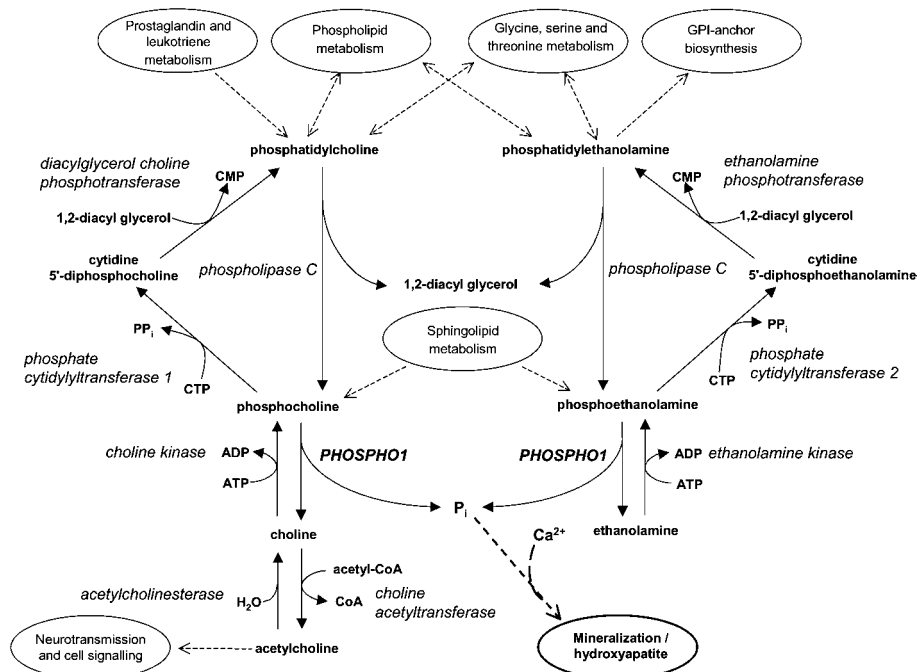 Prostaglandin and
leukotriene
metabolism
Phospholipid
metabolism
Glycine, serine and
threonine metabolism
GPI-anchor
biosynthesis
phosphatidylcholine
phosphatidylethanolamine
diacylglycerol choline
phosphotransferase
CMP
1,2-diacyl glycerol
ethanolamine
phosphotransferase
CMP
1,2-diacyl glycerol
cytidine
5'-diphosphocholine
phospholipase C
1,2-diacyl glycerol
phospholipase C
cytidine
5'-diphosphoethanolamine
PPi
phosphate
cytidylyltransferase 1
CTP
Sphingolipid
metabolism
PPi
phosphate
cytidylyltransferase 2
CTP
phosphocholine
phosphoethanolamine
choline kinase
ADP
ATP
PHOSPHO1
PHOSPHO1
ADP
ethanolamine kinase
ATP
Pi
choline
ethanolamine
Ca2+
acetylcholinesterase
H2O
acetyl-CoA
CoA
choline
acetyltransferase
Neurotransmission
and cell signalling
acetylcholine
Mineralization /
hydroxyapatite